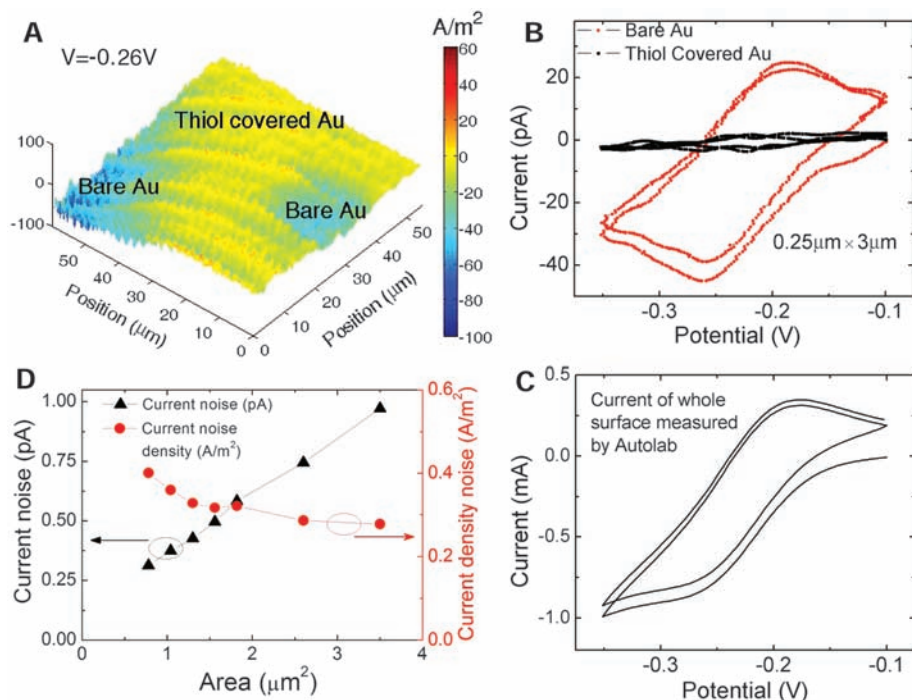 A
V=-0.26V
A/m²
60
40
20
0
-20
-40
-60
-80
-100
Thiol covered Au
Bare Au
Bare Au
100
0
-100
50
40
30
20
10
0
Position (μm)
0
10
20
30
40
50
Position (μm)
B
Bare Au
Thiol Covered Au
20
0
-20
-40
Current (pA)
0.25μm × 3μm
-0.3
-0.2
-0.1
Potential (V)
D
Current noise (pA)
Current noise
density (A/m²)
1.00
0.75
0.50
0.25
0.00
Current noise (pA)
0.6
0.4
0.2
0.0
Current density noise (A/m²)
0
1
2
3
4
Area (μm²)
C
Current of whole
surface measured
by Autolab
0.5
0.0
-0.5
-1.0
Current (mA)
-0.3
-0.2
-0.1
Potential (V)